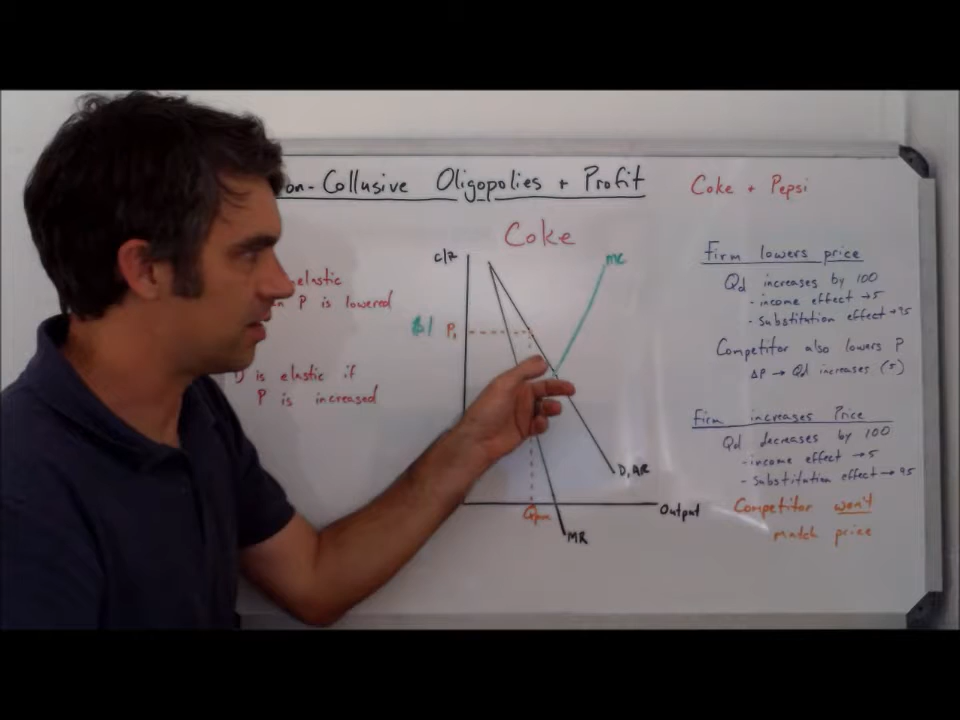 on-Collusive Oligopolies + Profit
Coke + Pepsi
Coke
c/R
MC
elastic
P is lowered
$1
P₁
D is elastic if
P is increased
D, AR
Output
MR
Firm lowers price
Qd increases by 100
- income effect → 5
- substitution effect → 95
Competitor also lowers P
ΔP → Qd increases (5)
Firm increases Price
Qd decreases by 100
- income effect → 5
- substitution effect → 95
Competitor won't
match price